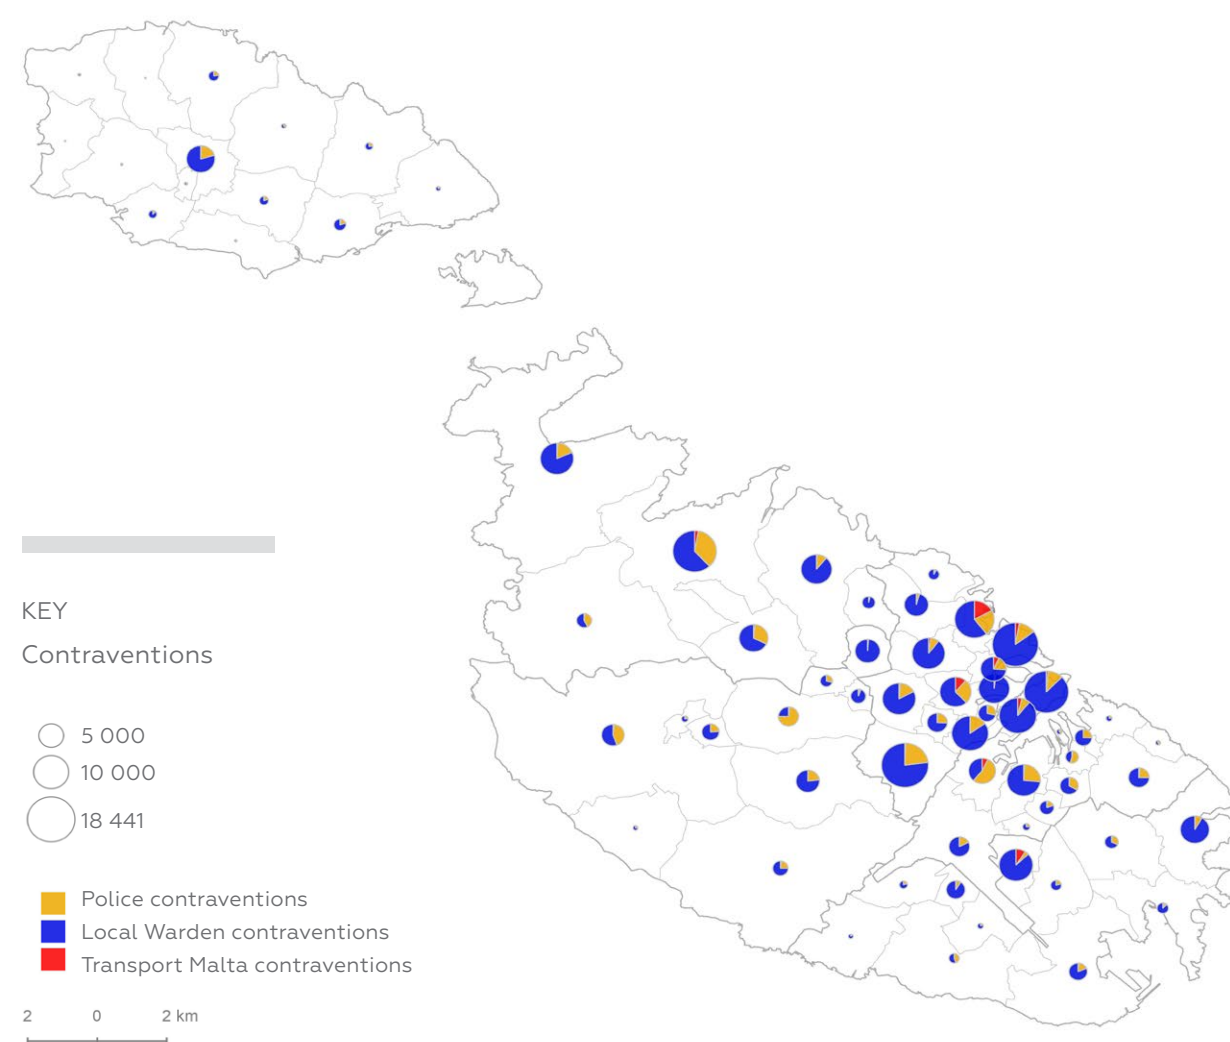 KEY
Contraventions
5 000
10 000
18 441
Police contraventions
Local Warden contraventions
Transport Malta contraventions
2 0 2 km